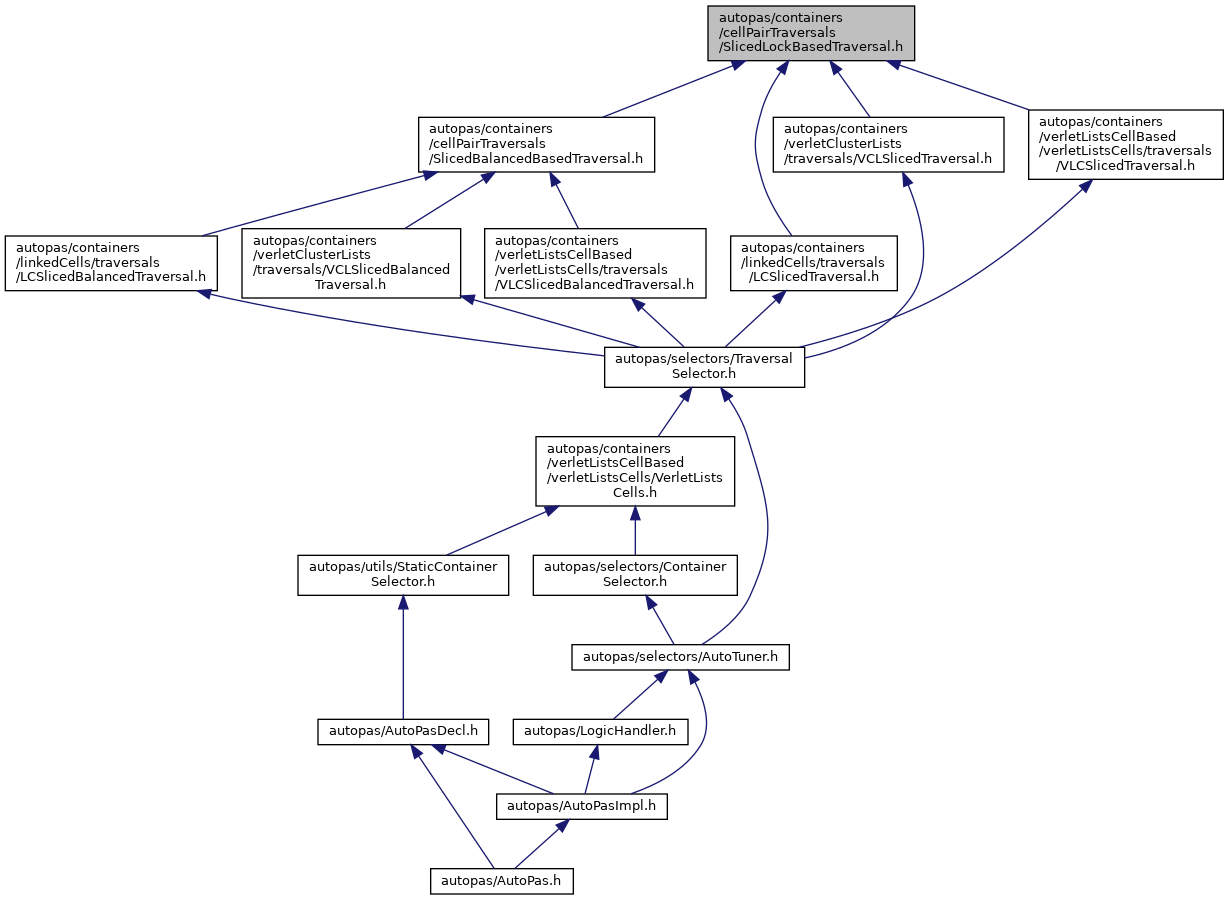 autopas/containers
/cellPairTraversals
/SlicedLockBasedTraversal.h
autopas/containers
/cellPairTraversals
/SlicedBalancedBasedTraversal.h
autopas/containers
/verletClusterLists
/traversals/VCLSlicedTraversal.h
autopas/containers
/verletListsCellBased
/verletListsCells/traversals
/VLCSlicedTraversal.h
autopas/containers
/linkedCells/traversals
/LCSlicedBalancedTraversal.h
autopas/containers
/verletClusterLists
/traversals/VCLSlicedBalanced
Traversal.h
autopas/containers
/verletListsCellBased
/verletListsCells/traversals
/VLCSlicedBalancedTraversal.h
autopas/containers
/linkedCells/traversals
/LCSlicedTraversal.h
autopas/selectors/Traversal
Selector.h
autopas/containers
/verletListsCellBased
/verletListsCells/VerletLists
Cells.h
autopas/utils/StaticContainer
Selector.h
autopas/selectors/Container
Selector.h
autopas/selectors/AutoTuner.h
autopas/AutoPasDecl.h
autopas/LogicHandler.h
autopas/AutoPasImpl.h
autopas/AutoPas.h